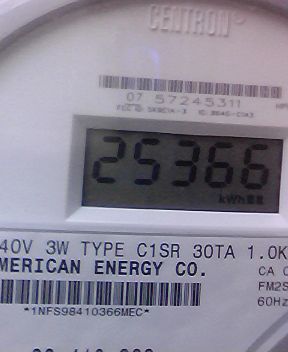 CENTRON®
07 57245311
25366
kWh
40V 3W TYPE C1SR 30TA 1.0K
MERICAN ENERGY CO.
CA 0
FM2S
60Hz
*1NFS98410366MEC*